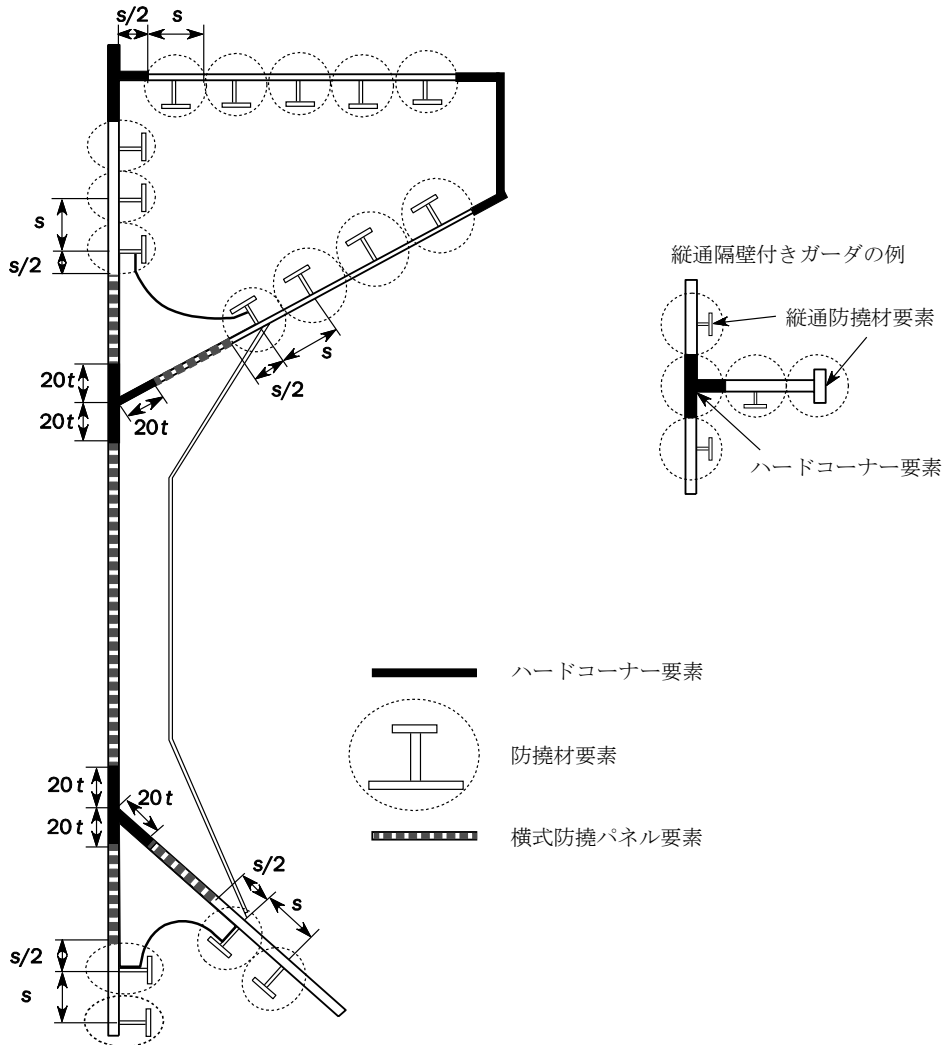 s/2
s
s
s/2
s
s/2
20t
20t
20t
縦通隔壁付きガーダの例
縦通防撓材要素
ハードコーナー要素
ハードコーナー要素
防撓材要素
横式防撓パネル要素
20t
20t
20t
s/2
s
s/2
s